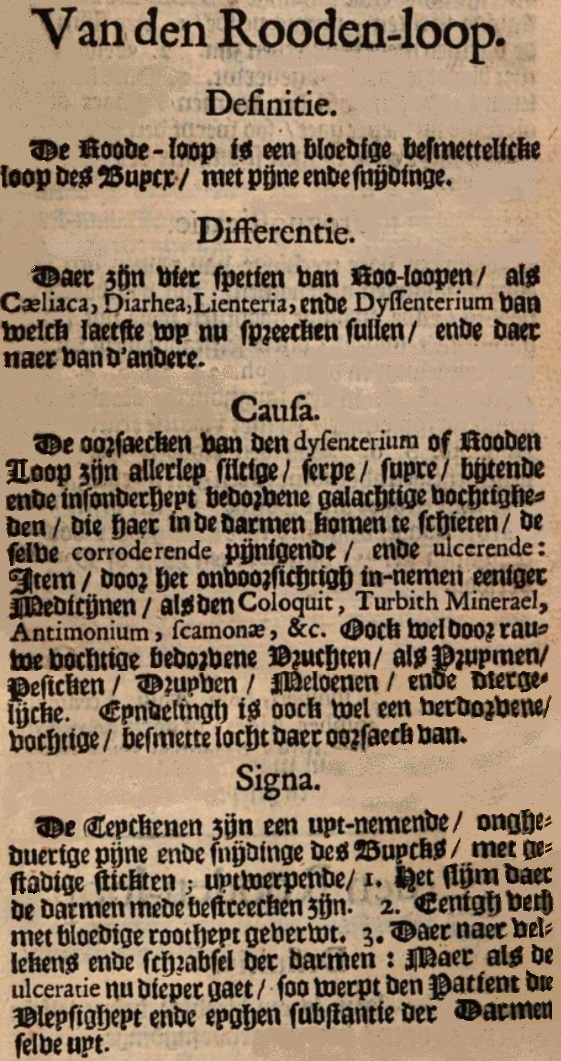 Van den Rooden-loop.
Definitie.
De Roode-loop is een bloedige besmettelicke
loop des Buycx/ met pijne ende snijdinge.
Differentie.
Daer zijn vier spetien van Roo-loopen/ als
Cæliaca, Diarhea, Lienteria, ende Dyssenterium van
welck laetste wy nu spreecken sullen/ ende daer
naer van d'andere.
Causa.
De oorsaecken van den dysenterium of Rooden
Loop zijn allerley siltige/ serpe/ supre/ bijtende
ende insonderheyt bedorvene galachtige vochtighe-
den/ die haer in de darmen komen te schieten/ de
selve corroderende pijnigende/ ende ulcerende:
Item/ door het onvoorsichtigh in-nemen eeniger
Medicijnen/ als den Coloquit, Turbith Minerael,
Antimonium, scamonæ, &c. Oock wel door rau-
we vochtige bedorvene Vruchten/ als Pruymen/
Pesicken/ Druyven/ Meloenen/ ende dierge-
lijcke. Eyndelingh is oock wel een verdorvene/
vochtige/ besmette locht daer oorsaeck van.
Signa.
De Teyckenen zijn een uyt-nemende/ onghe-
duerige pijne ende snijdinge des Buycks/ met ge-
stadige stickten; uytwerpende/ 1. Het slijm daer
de darmen mede bestreecken zijn. 2. Eenigh veth
met bloedige rootheyt geverwt. 3. Daer naer vel-
lekens ende schrabsel der darmen: Maer als de
ulceratie nu dieper gaet/ soo werpt den Patient die
Vleysigheyt ende eyghen substantie der Darmen
selve uyt.